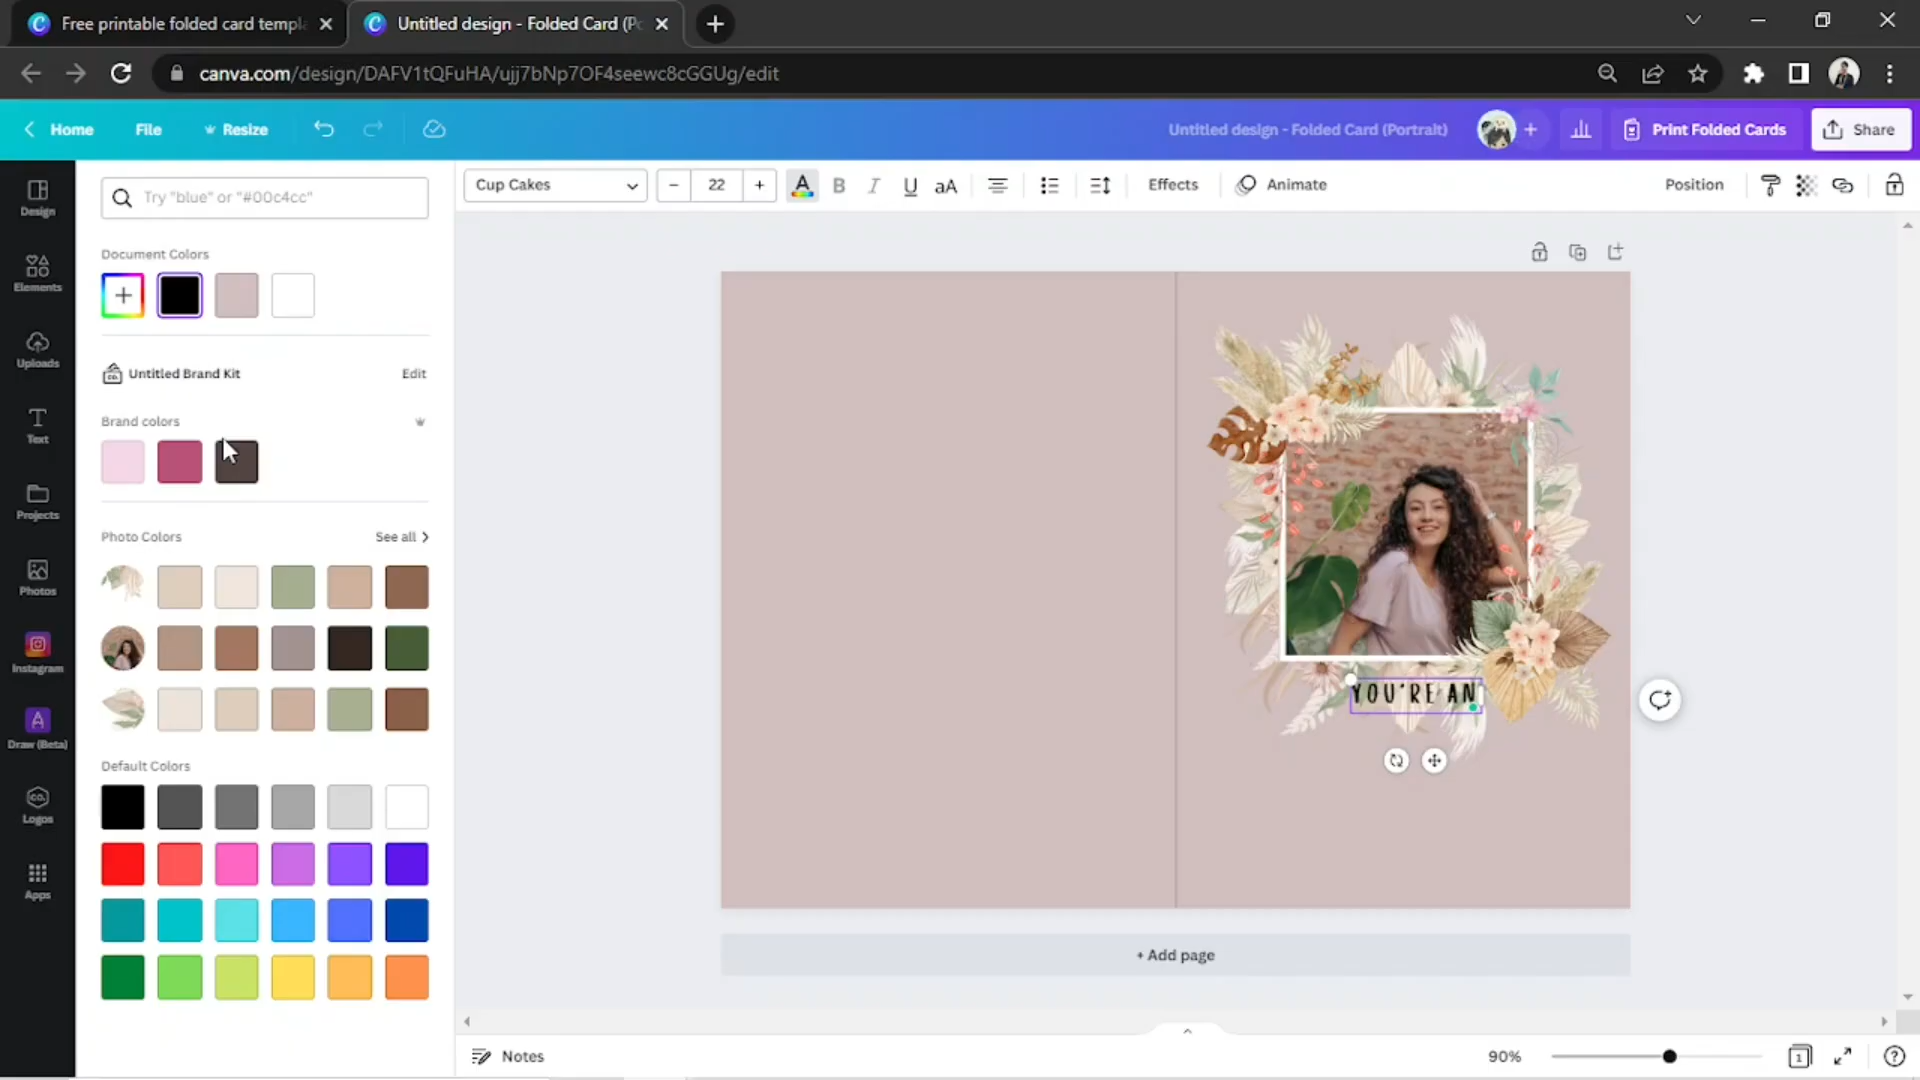 Free printable folded card templ
Untitled design - Folded Card (Po
canva.com/design/DAFV1tQFuHA/ujj7bNp7OF4seewc8cGGUg/edit
Home
File
Resize
Untitled design - Folded Card (Portrait)
Print Folded Cards
Share
Try "blue" or "#00c4cc"
Cup Cakes
22
A
B
I
U
aA
Effects
Animate
Position
Design
Elements
Uploads
Text
Projects
Photos
Instagram
Draw (Beta)
Logos
Apps
Document Colors
Untitled Brand Kit
Edit
Brand colors
Photo Colors
See all
Default Colors
YOU'RE AN
+ Add page
Notes
90%
1